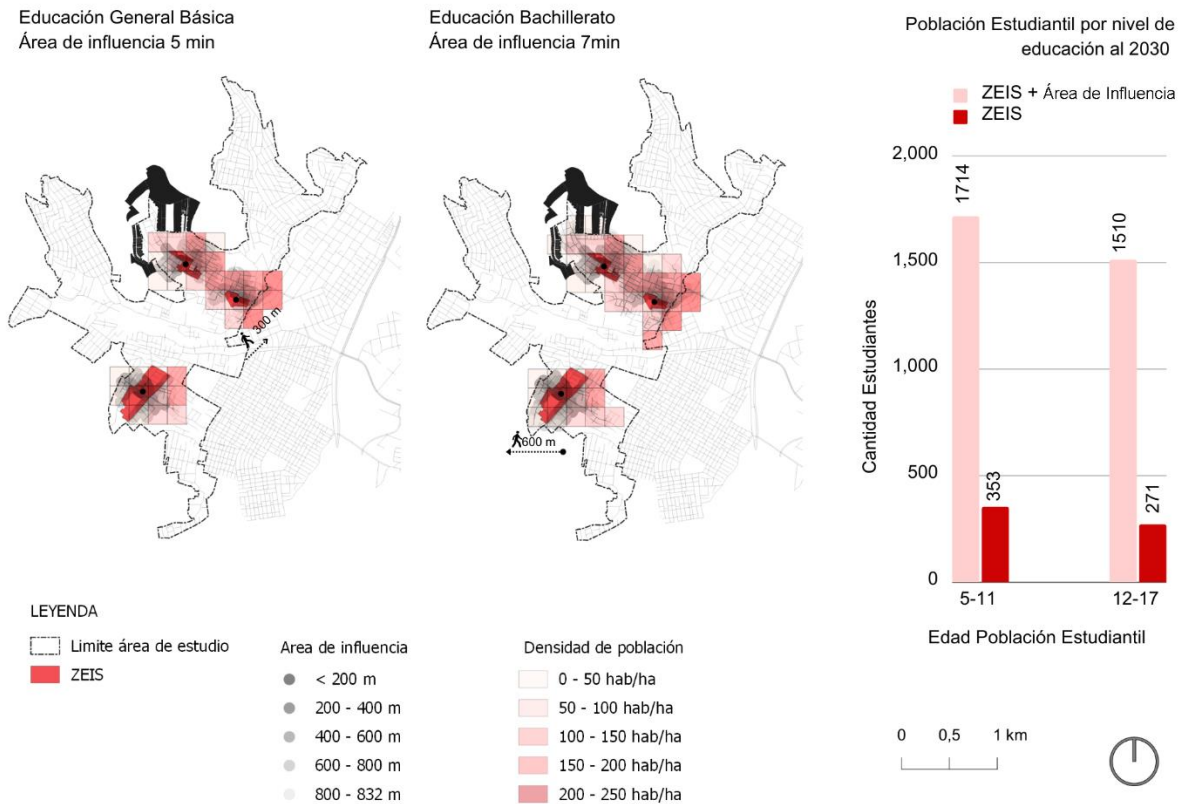 Educación General Básica
Área de influencia 5 min
Educación Bachillerato
Área de influencia 7min
Población Estudiantil por nivel de
educación al 2030
ZEIS + Área de Influencia
ZEIS
300 m
600 m
Cantidad Estudiantes
2,000
1,500
1,000
500
0
1714
353
1510
271
5-11
12-17
Edad Población Estudiantil
LEYENDA
Limite área de estudio
ZEIS
Area de influencia
< 200 m
200 - 400 m
400 - 600 m
600 - 800 m
800 - 832 m
Densidad de población
0 - 50 hab/ha
50 - 100 hab/ha
100 - 150 hab/ha
150 - 200 hab/ha
200 - 250 hab/ha
0 0,5 1 km